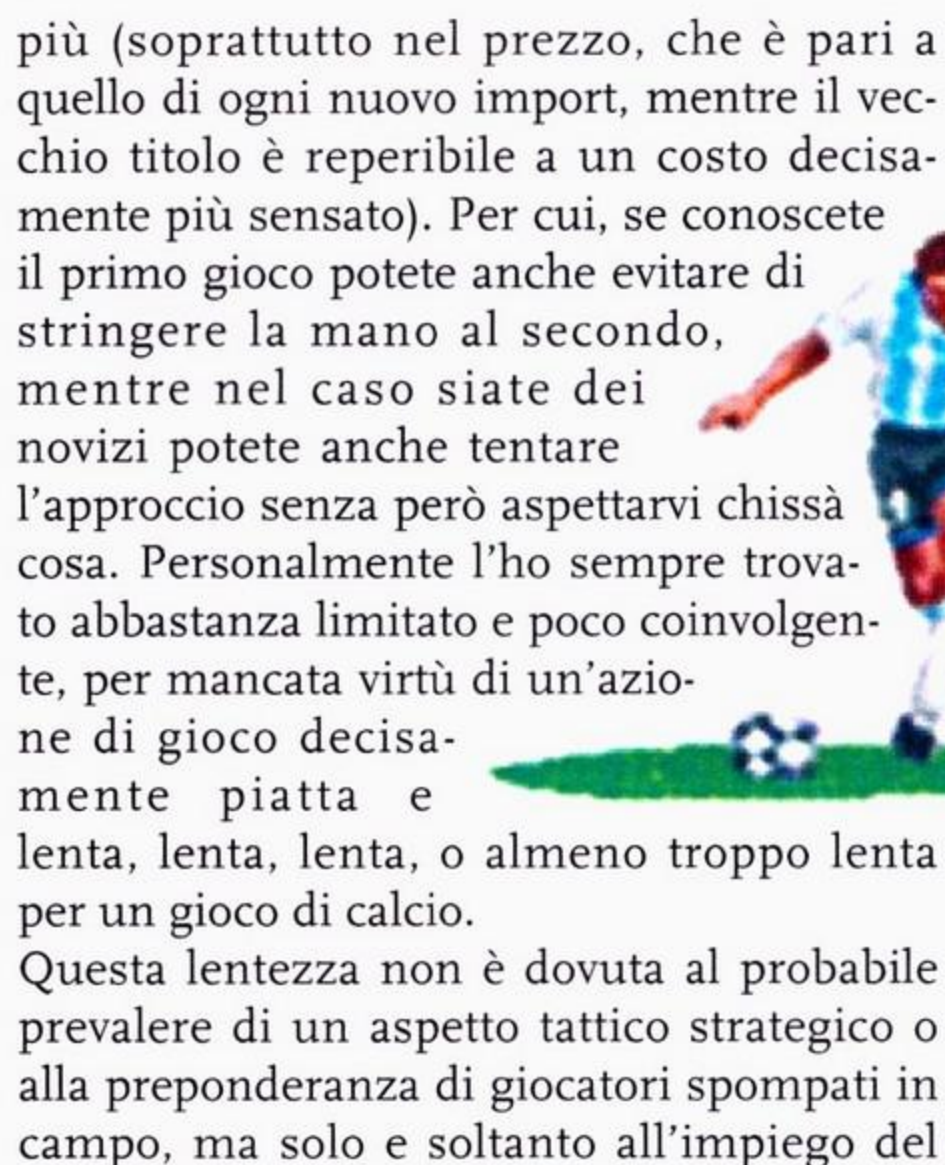 più (soprattutto nel prezzo, che è pari a
quello di ogni nuovo import, mentre il vec-
chio titolo è reperibile a un costo decisa-
mente più sensato). Per cui, se conoscete
il primo gioco potete anche evitare di
stringere la mano al secondo,
mentre nel caso siate dei
novizi potete anche tentare
l'approccio senza però aspettarvi chissà
cosa. Personalmente l'ho sempre trova-
to abbastanza limitato e poco coinvolgen-
te, per mancata virtù di un'azio-
ne di gioco decisa-
mente piatta e
lenta, lenta, lenta, o almeno troppo lenta
per un gioco di calcio.
Questa lentezza non è dovuta al probabile
prevalere di un aspetto tattico strategico o
alla preponderanza di giocatori spompati in
campo, ma solo e soltanto all'impiego del